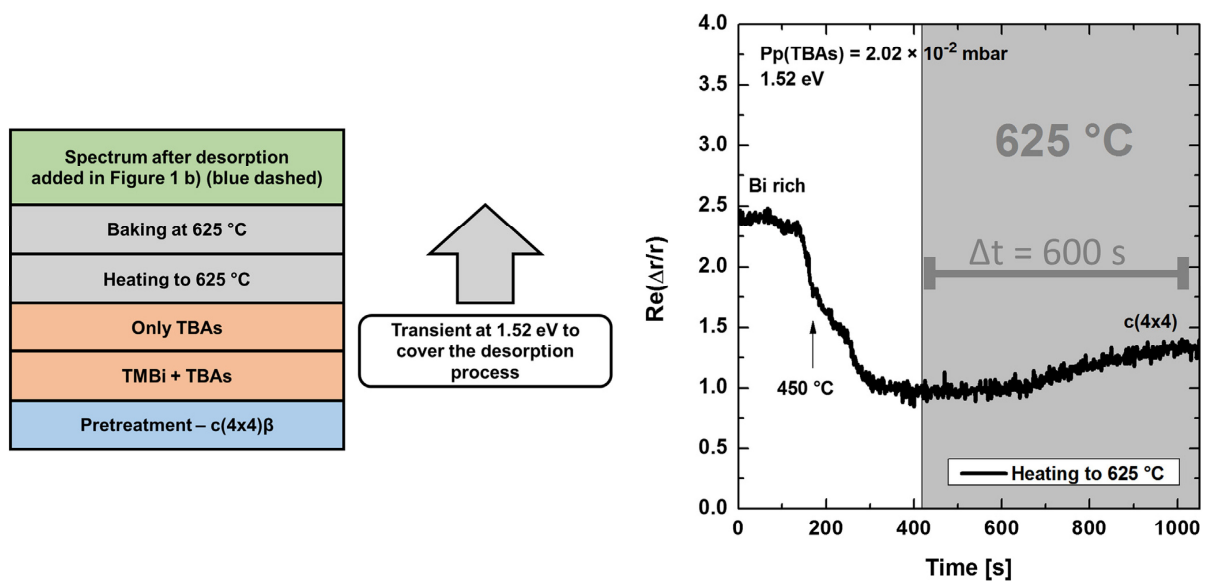 Spectrum after desorption
added in Figure 1 b) (blue dashed)
Baking at 625 °C
Heating to 625 °C
Only TBAs
TMBi + TBAs
Pretreatment – c(4x4)β
Transient at 1.52 eV to
cover the desorption
process
Re(Δr/r)
4.0
3.5
3.0
2.5
2.0
1.5
1.0
0.5
0.0
Pp(TBAs) = 2.02 × 10⁻² mbar
1.52 eV
625 °C
Bi rich
Δt = 600 s
c(4x4)
450 °C
Heating to 625 °C
0 200 400 600 800 1000
Time [s]